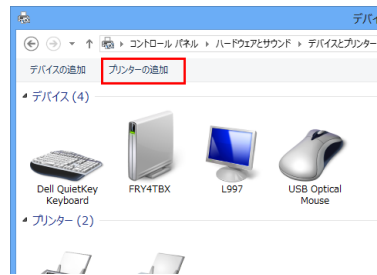 デバ
コントロール パネル ハードウェアとサウンド デバイスとプリンター
デバイスの追加 プリンターの追加
デバイス (4)
Dell QuietKey
Keyboard
FRY4TBX
L997
USB Optical
Mouse
プリンター (2)